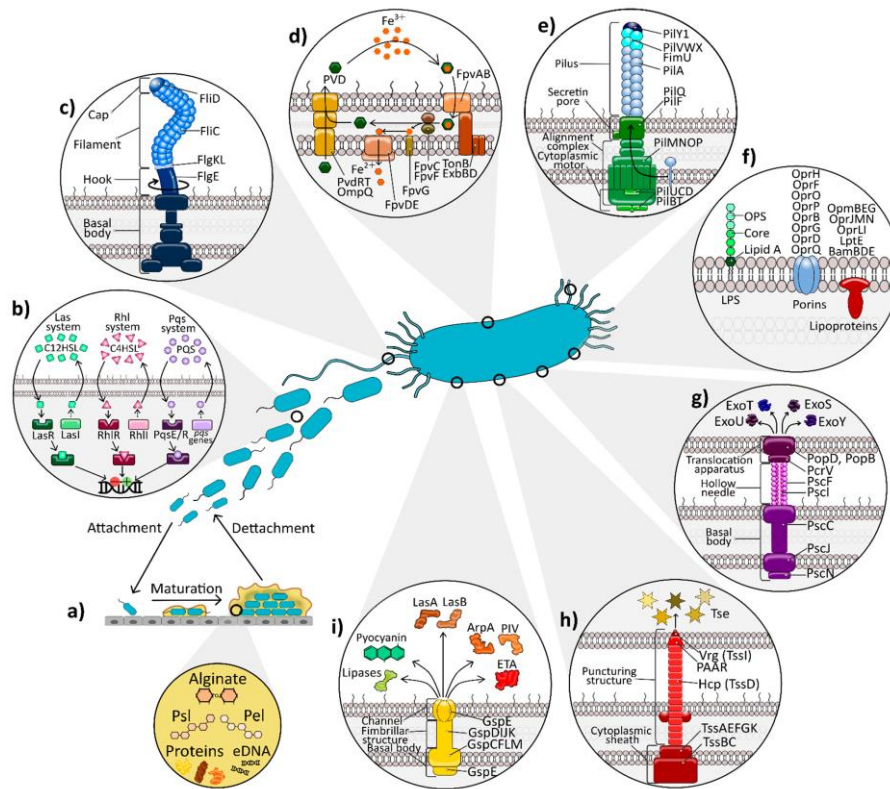 c)
Cap
Filament
Hook
Basal
body
FliD
FliC
FlgKL
FlgE
d)
Fe3+
PVD
FpvAB
Fe2+
PvdRT
OmpQ
FpvDE
FpvG
FpvC
FpvF
TonB
ExbBD
e)
Pilus
Secretin
pore
Alignment
complex
Cytoplasmic
motor
PilY1
PilVWX
FimU
PilA
PilQ
PilF
PilMNOP
PilUCD
PilBT
f)
OPS
Core
Lipid A
LPS
OprH
OprF
OprO
OprP
OprB
OprG
OprD
OprQ
Porins
OpmBEG
OprJMN
OprLI
LptE
BamBDE
Lipoproteins
b)
Las
system
Rhl
system
Pqs
system
C12HSL
C4HSL
PQS
LasR
LasI
RhlR
RhlI
PqsE/R
pqs
genes
g)
ExoT
ExoS
ExoU
ExoY
Translocation
apparatus
Hollow
needle
Basal
body
PopD, PopB
PcrV
PscF
PscI
PscC
PscJ
PscN
a)
Attachment
Dettachment
Maturation
Alginate
Psl
Pel
Proteins
eDNA
i)
LasA
LasB
Pyocyanin
ArpA
PIV
Lipases
ETA
Channel
Fimbrillar
structure
Basal body
GspE
GspDIJK
GspCFLM
GspE
h)
Tse
Puncturing
structure
Cytoplasmic
sheath
Vrg (TssI)
PAAR
Hcp (TssD)
TssAEFGK
TssBC